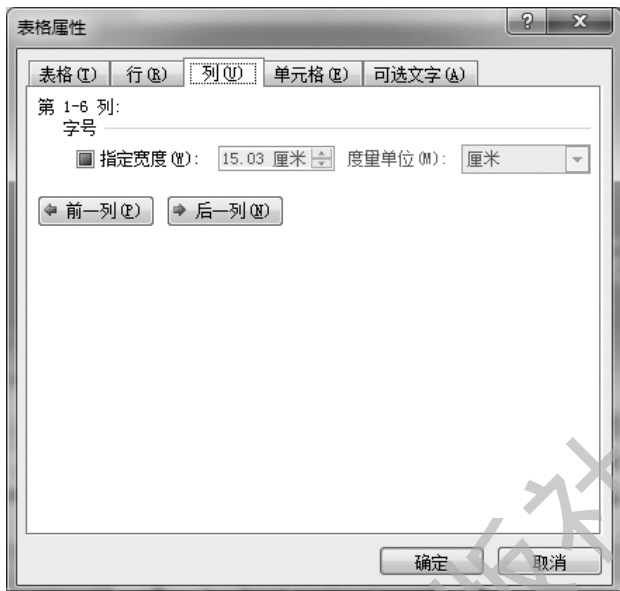 表格属性
表格(T) 行(R) 列(U) 单元格(E) 可选文字(A)
第 1-6 列:
字号
指定宽度(W): 15.03 厘米 度量单位(M): 厘米
前一列(P) 后一列(N)
确定 取消
版社